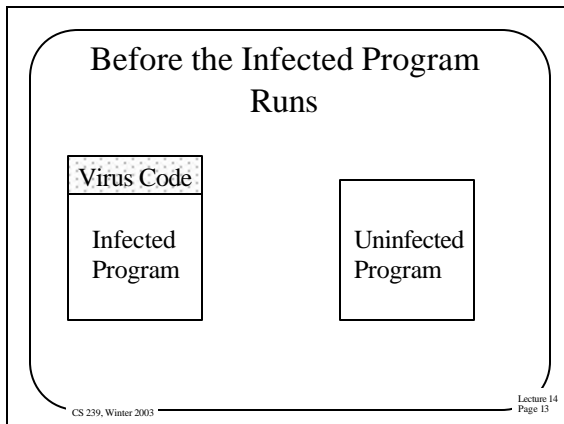 Before the Infected Program
Runs
Virus Code
Infected
Program
Uninfected
Program
CS 239, Winter 2003
Lecture 14
Page 13